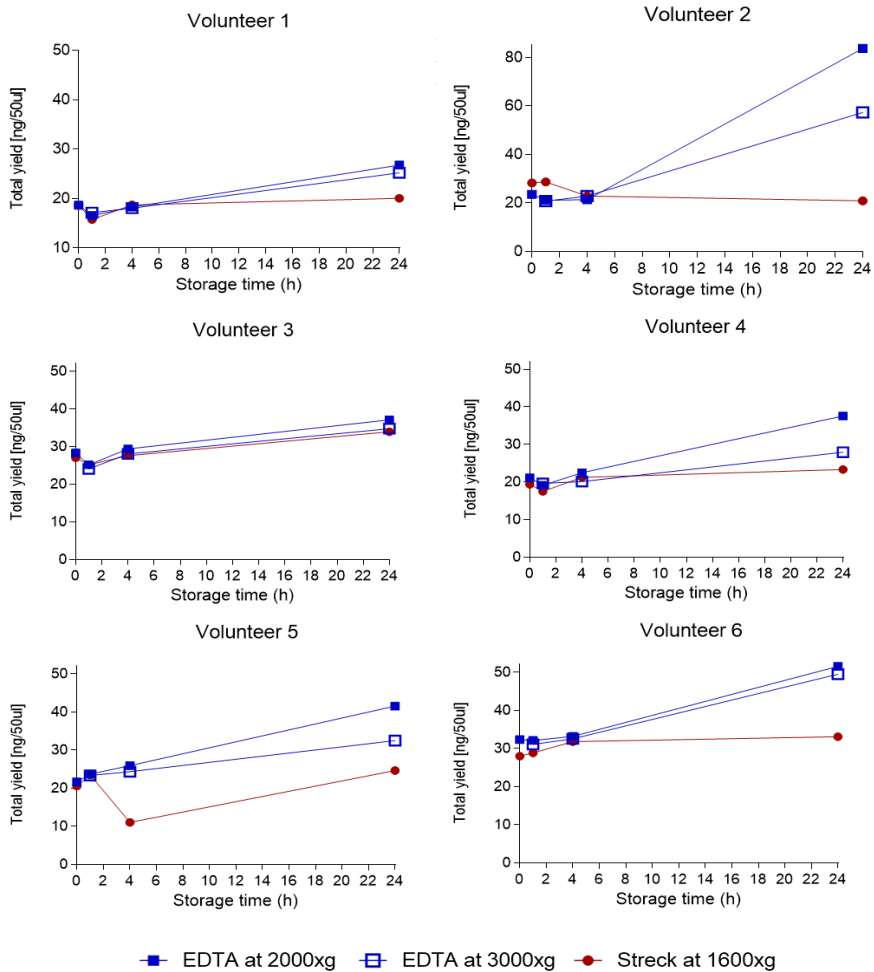 Volunteer 1
Total yield [ng/50ul]
50
40
30
20
10
0 2 4 6 8 10 12 14 16 18 20 22 24
Storage time (h)
Volunteer 2
Total yield [ng/50ul]
80
60
40
20
0
0 2 4 6 8 10 12 14 16 18 20 22 24
Storage time (h)
Volunteer 3
Total yield [ng/50ul]
50
40
30
20
10
0
0 2 4 6 8 10 12 14 16 18 20 22 24
Storage time (h)
Volunteer 4
Total yield [ng/50ul]
50
40
30
20
10
0
0 2 4 6 8 10 12 14 16 18 20 22 24
Storage time (h)
Volunteer 5
Total yield [ng/50ul]
50
40
30
20
10
0
0 2 4 6 8 10 12 14 16 18 20 22 24
Storage time (h)
Volunteer 6
Total yield [ng/50ul]
50
40
30
20
10
0
0 2 4 6 8 10 12 14 16 18 20 22 24
Storage time (h)
EDTA at 2000xg EDTA at 3000xg Streck at 1600xg